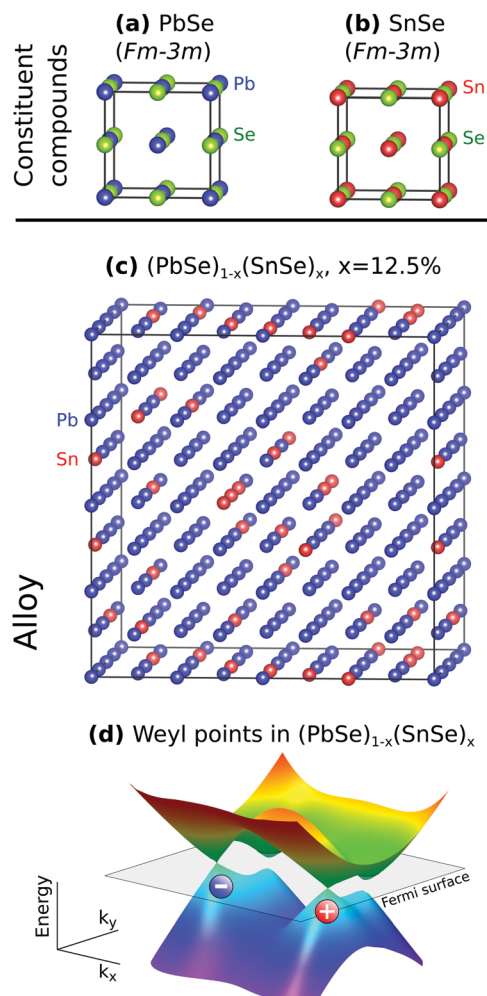 Constituent
compounds
(a) PbSe
(Fm-3m)
Pb
Se
(b) SnSe
(Fm-3m)
Sn
Se
Alloy
(c) (PbSe)1-x(SnSe)x, x=12.5%
Pb
Sn
(d) Weyl points in (PbSe)1-x(SnSe)x
Energy
ky
kx
−
+
Fermi surface